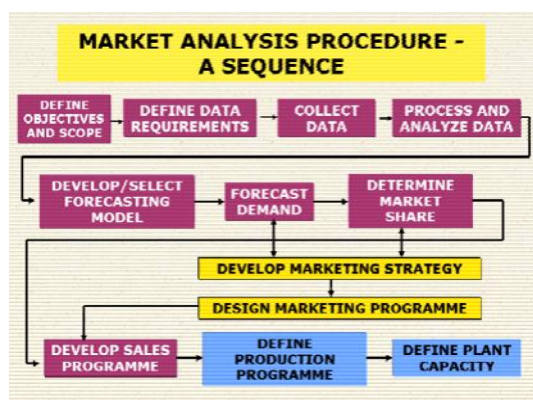 MARKET ANALYSIS PROCEDURE -
A SEQUENCE
DEFINE
OBJECTIVES
AND SCOPE
DEFINE DATA
REQUIREMENTS
COLLECT
DATA
PROCESS AND
ANALYZE DATA
DEVELOP/SELECT
FORECASTING
MODEL
FORECAST
DEMAND
DETERMINE
MARKET
SHARE
DEVELOP MARKETING STRATEGY
DESIGN MARKETING PROGRAMME
DEVELOP SALES
PROGRAMME
DEFINE
PRODUCTION
PROGRAMME
DEFINE PLANT
CAPACITY